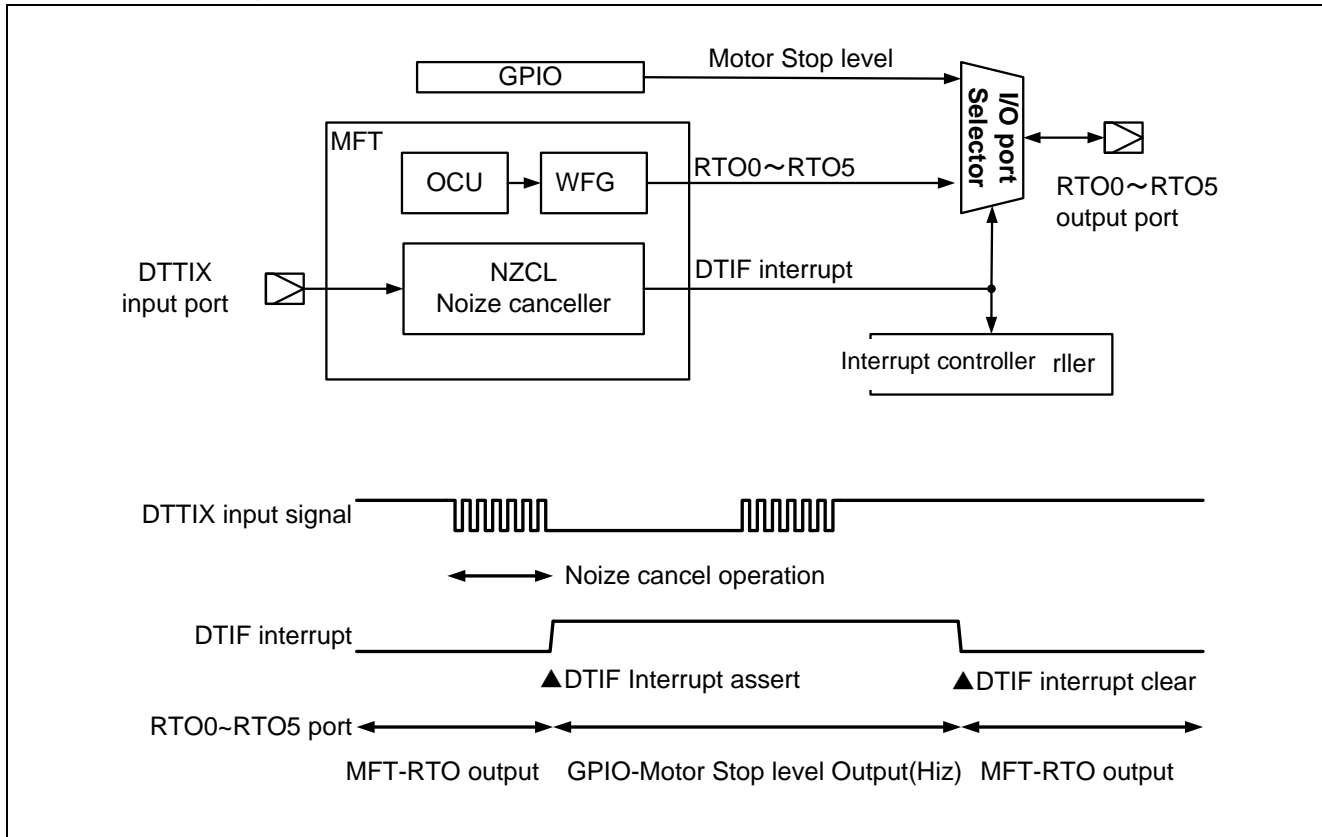 Motor Stop level
GPIO
I/O port
Selector
MFT
OCU
WFG
RTO0～RTO5
RTO0～RTO5
output port
DTTIX
input port
NZCL
Noize canceller
DTIF interrupt
Interrupt controller rller
DTTIX input signal
Noize cancel operation
DTIF interrupt
▲DTIF Interrupt assert
▲DTIF interrupt clear
RTO0~RTO5 port
MFT-RTO output
GPIO-Motor Stop level Output(Hiz)
MFT-RTO output